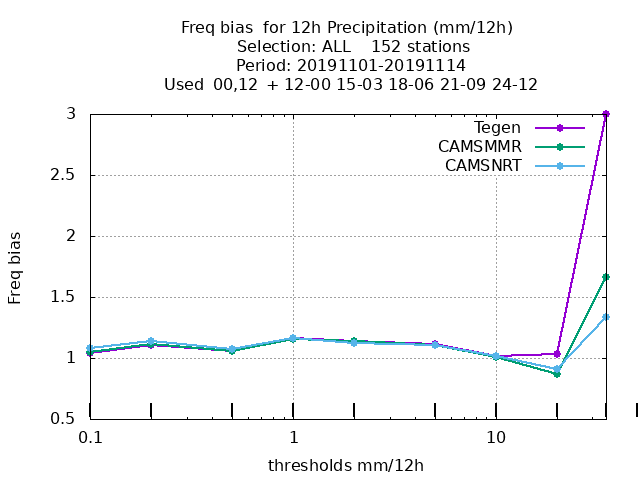 Freq bias  for 12h Precipitation (mm/12h)
Selection: ALL    152 stations
Period: 20191101-20191114
Used  00,12  + 12-00 15-03 18-06 21-09 24-12
Tegen
CAMSMMR
CAMSNRT
3
2.5
2
1.5
1
0.5
Freq bias
0.1
1
10
thresholds mm/12h